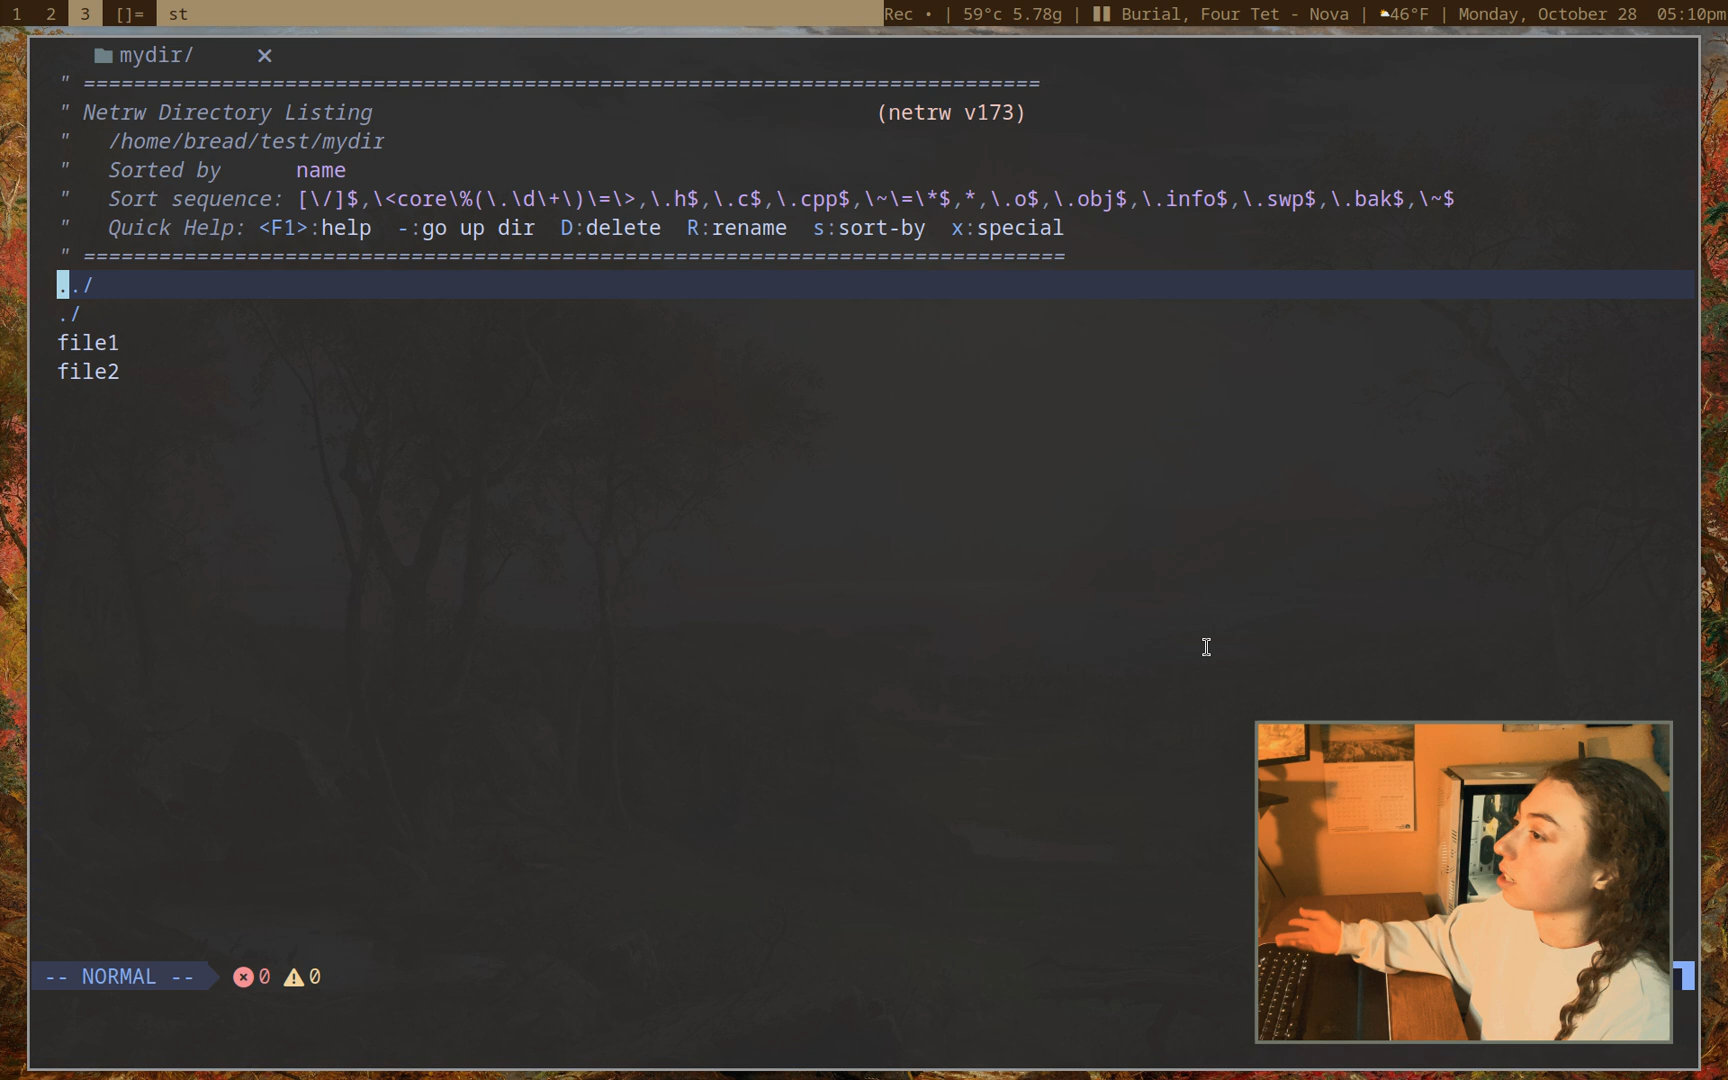 1 2 3 []= st Rec • | 59°c 5.78g | Burial, Four Tet - Nova | 46°F | Monday, October 28 05:10pm
mydir/ ✕
" ============================================================================
" Netrw Directory Listing (netrw v173)
" /home/bread/test/mydir
" Sorted by name
" Sort sequence: [\/]$,\<core\%(\.\d\+\)\=\>,\.h$,\.c$,\.cpp$,\~\=\*$,*,\.o$,\.obj$,\.info$,\.swp$,\.bak$,\~$
" Quick Help: <F1>:help -:go up dir D:delete R:rename s:sort-by x:special
" ==============================================================================
../
./
file1
file2
-- NORMAL -- 0 0